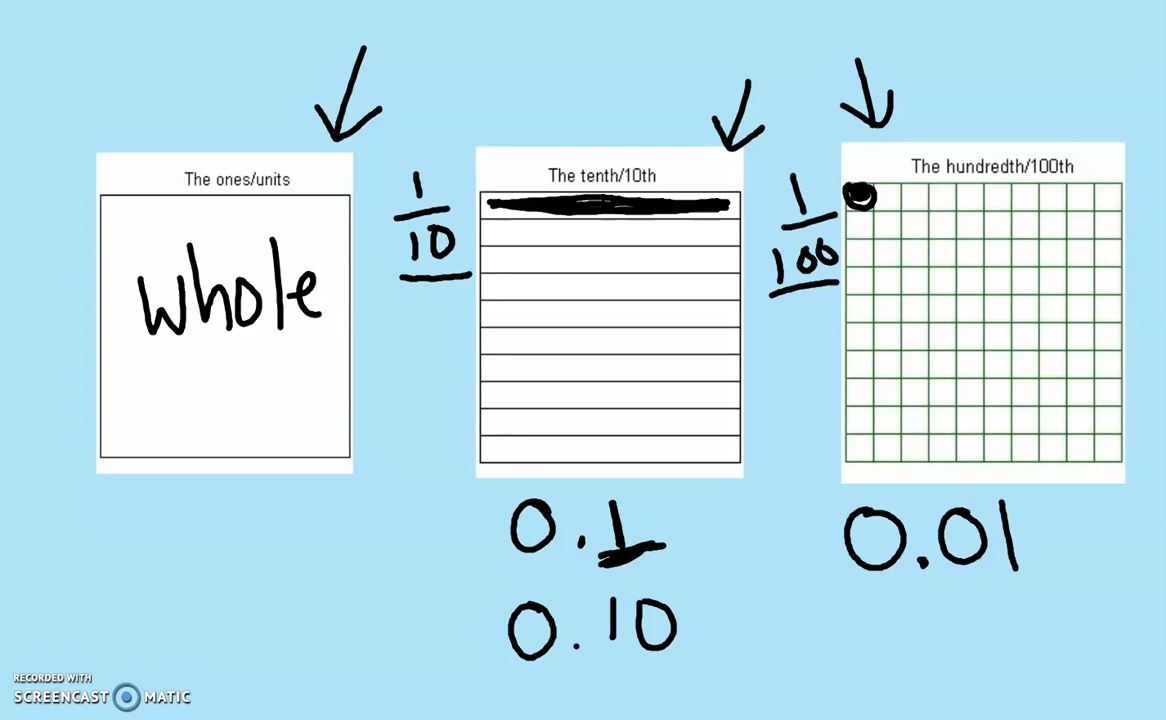 The ones/units
whole
1
10
The tenth/10th
0.1
0.10
1
100
The hundredth/100th
0.01
RECORDED WITH
SCREENCAST MATIC